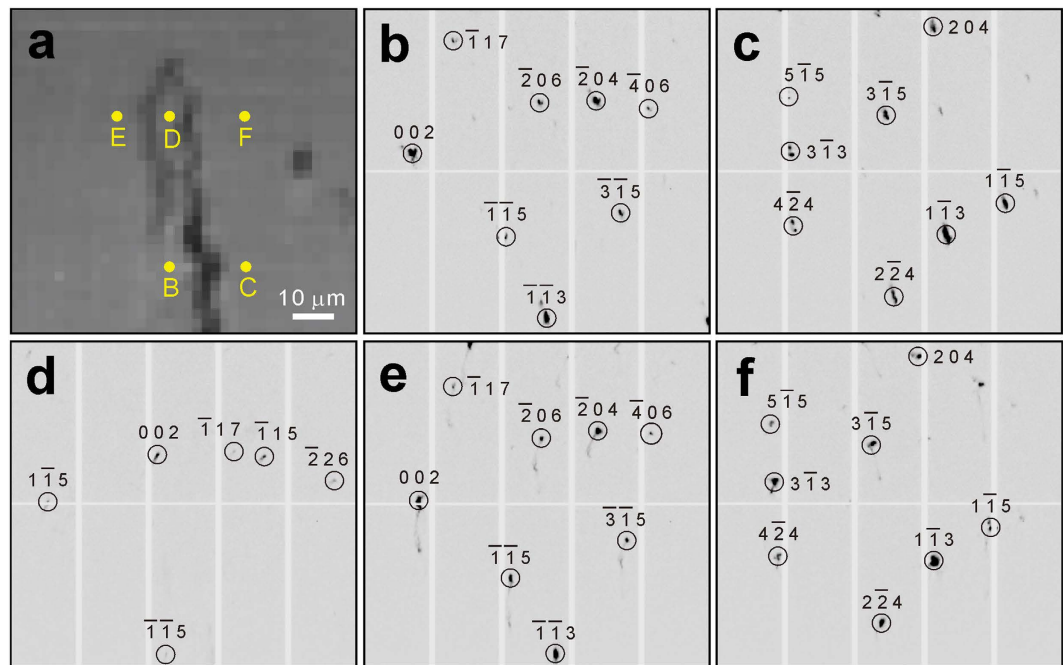 a
E D F
B C
10 μm
b
1̅ 1 7
2̅ 0 6
2̅ 0 4
4̅ 0 6
0 0 2
3̅ 1̅ 5
1̅ 1̅ 5
1̅ 1̅ 3
c
2 0 4
5 1̅ 5
3 1̅ 5
3 1̅ 3
1 1̅ 5
4 2̅ 4
1 1̅ 3
2 2̅ 4
d
0 0 2
1̅ 1 7
1̅ 1 5
2̅ 2 6
1 1̅ 5
1̅ 1̅ 5
e
1̅ 1 7
2̅ 0 6
2̅ 0 4
4̅ 0 6
0 0 2
3̅ 1̅ 5
1̅ 1̅ 5
1̅ 1̅ 3
f
2 0 4
5 1̅ 5
3 1̅ 5
3 1̅ 3
1 1̅ 5
4 2̅ 4
1 1̅ 3
2 2̅ 4